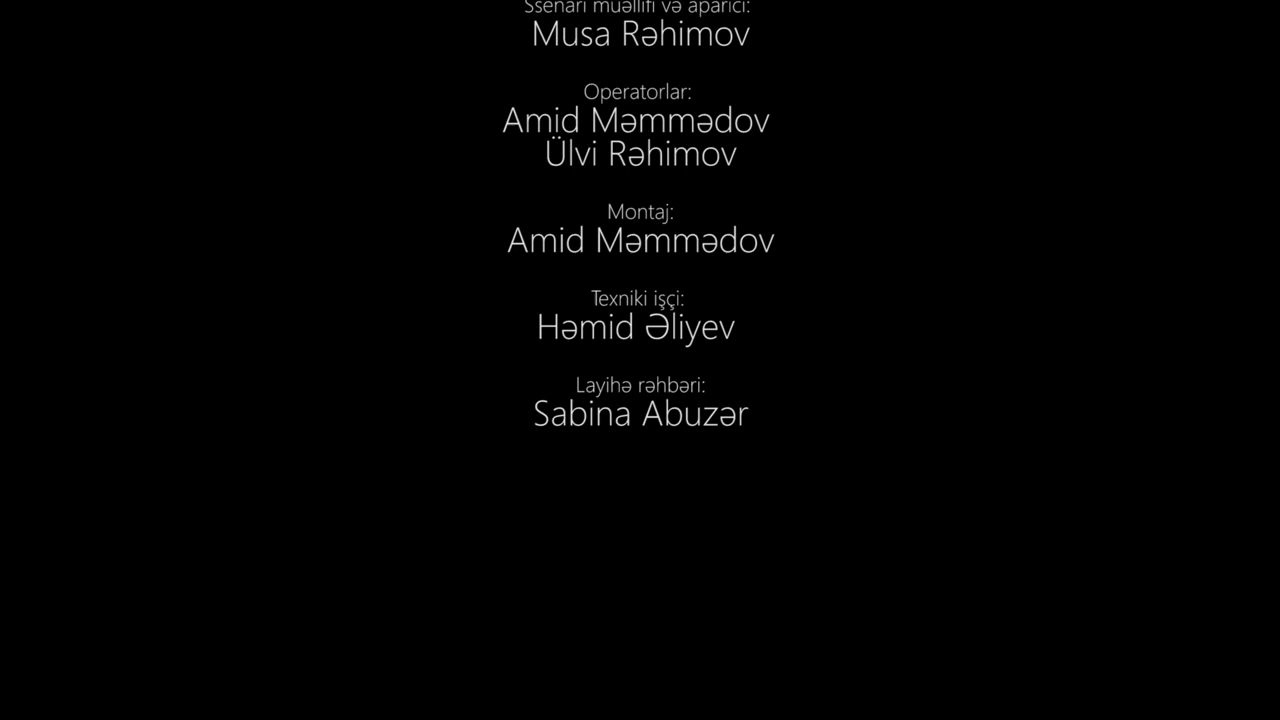 Ssenari müəllifi və aparıcı:
Musa Rəhimov
Operatorlar:
Amid Məmmədov
Ülvi Rəhimov
Montaj:
Amid Məmmədov
Texniki işçi:
Həmid Əliyev
Layihə rəhbəri:
Sabina Abuzər